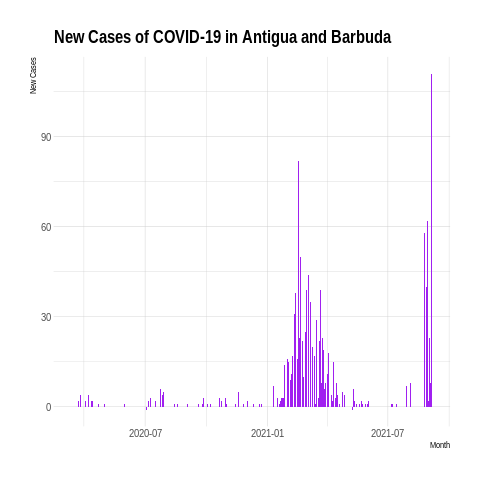 New Cases of COVID-19 in Antigua and Barbuda
New Cases
90
60
30
0
2020-07
2021-01
2021-07
Month